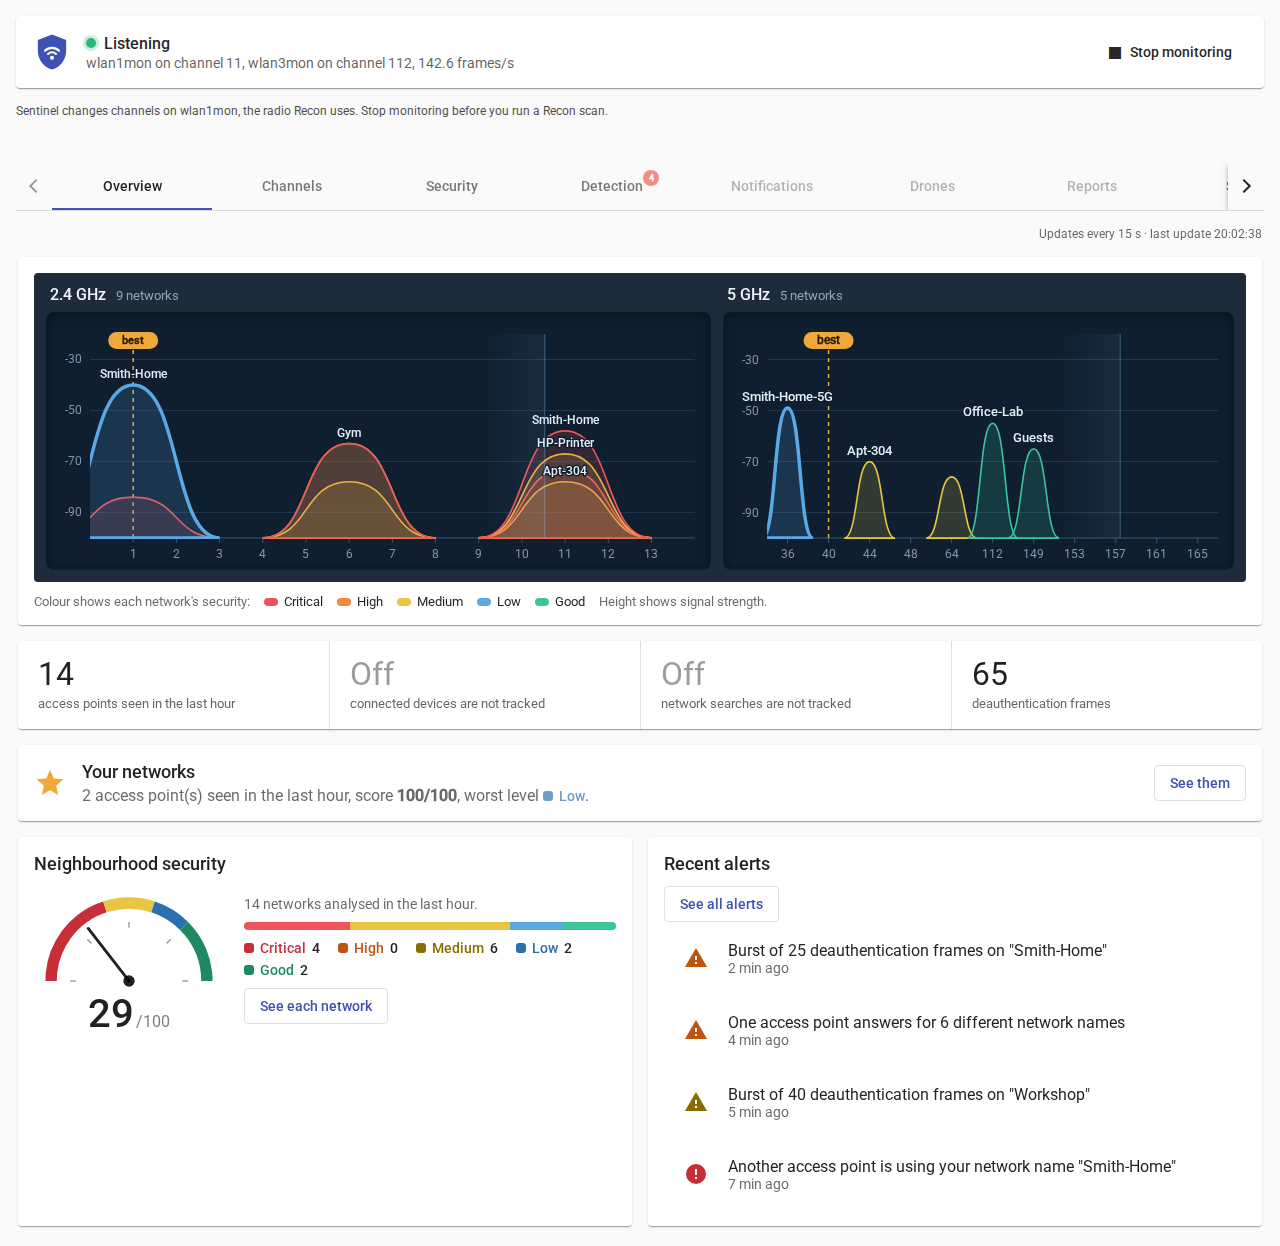 Listening
wlan1mon on channel 11, wlan3mon on channel 112, 142.6 frames/s
Stop monitoring
Sentinel changes channels on wlan1mon, the radio Recon uses. Stop monitoring before you run a Recon scan.
Overview
Channels
Security
Detection 4
Notifications
Drones
Reports
Updates every 15 s · last update 20:02:38
2.4 GHz 9 networks
best
-30
-50
-70
-90
Smith-Home
Gym
Smith-Home
HP-Printer
Apt-304
1 2 3 4 5 6 7 8 9 10 11 12 13
5 GHz 5 networks
best
-30
-50
-70
-90
Smith-Home-5G
Apt-304
Office-Lab
Guests
36 40 44 48 64 112 149 153 157 161 165
Colour shows each network's security: Critical High Medium Low Good Height shows signal strength.
14
access points seen in the last hour
Off
connected devices are not tracked
Off
network searches are not tracked
65
deauthentication frames
Your networks
2 access point(s) seen in the last hour, score 100/100, worst level Low.
See them
Neighbourhood security
29 /100
14 networks analysed in the last hour.
Critical 4 High 0 Medium 6 Low 2
Good 2
See each network
Recent alerts
See all alerts
Burst of 25 deauthentication frames on "Smith-Home"
2 min ago
One access point answers for 6 different network names
4 min ago
Burst of 40 deauthentication frames on "Workshop"
5 min ago
Another access point is using your network name "Smith-Home"
7 min ago